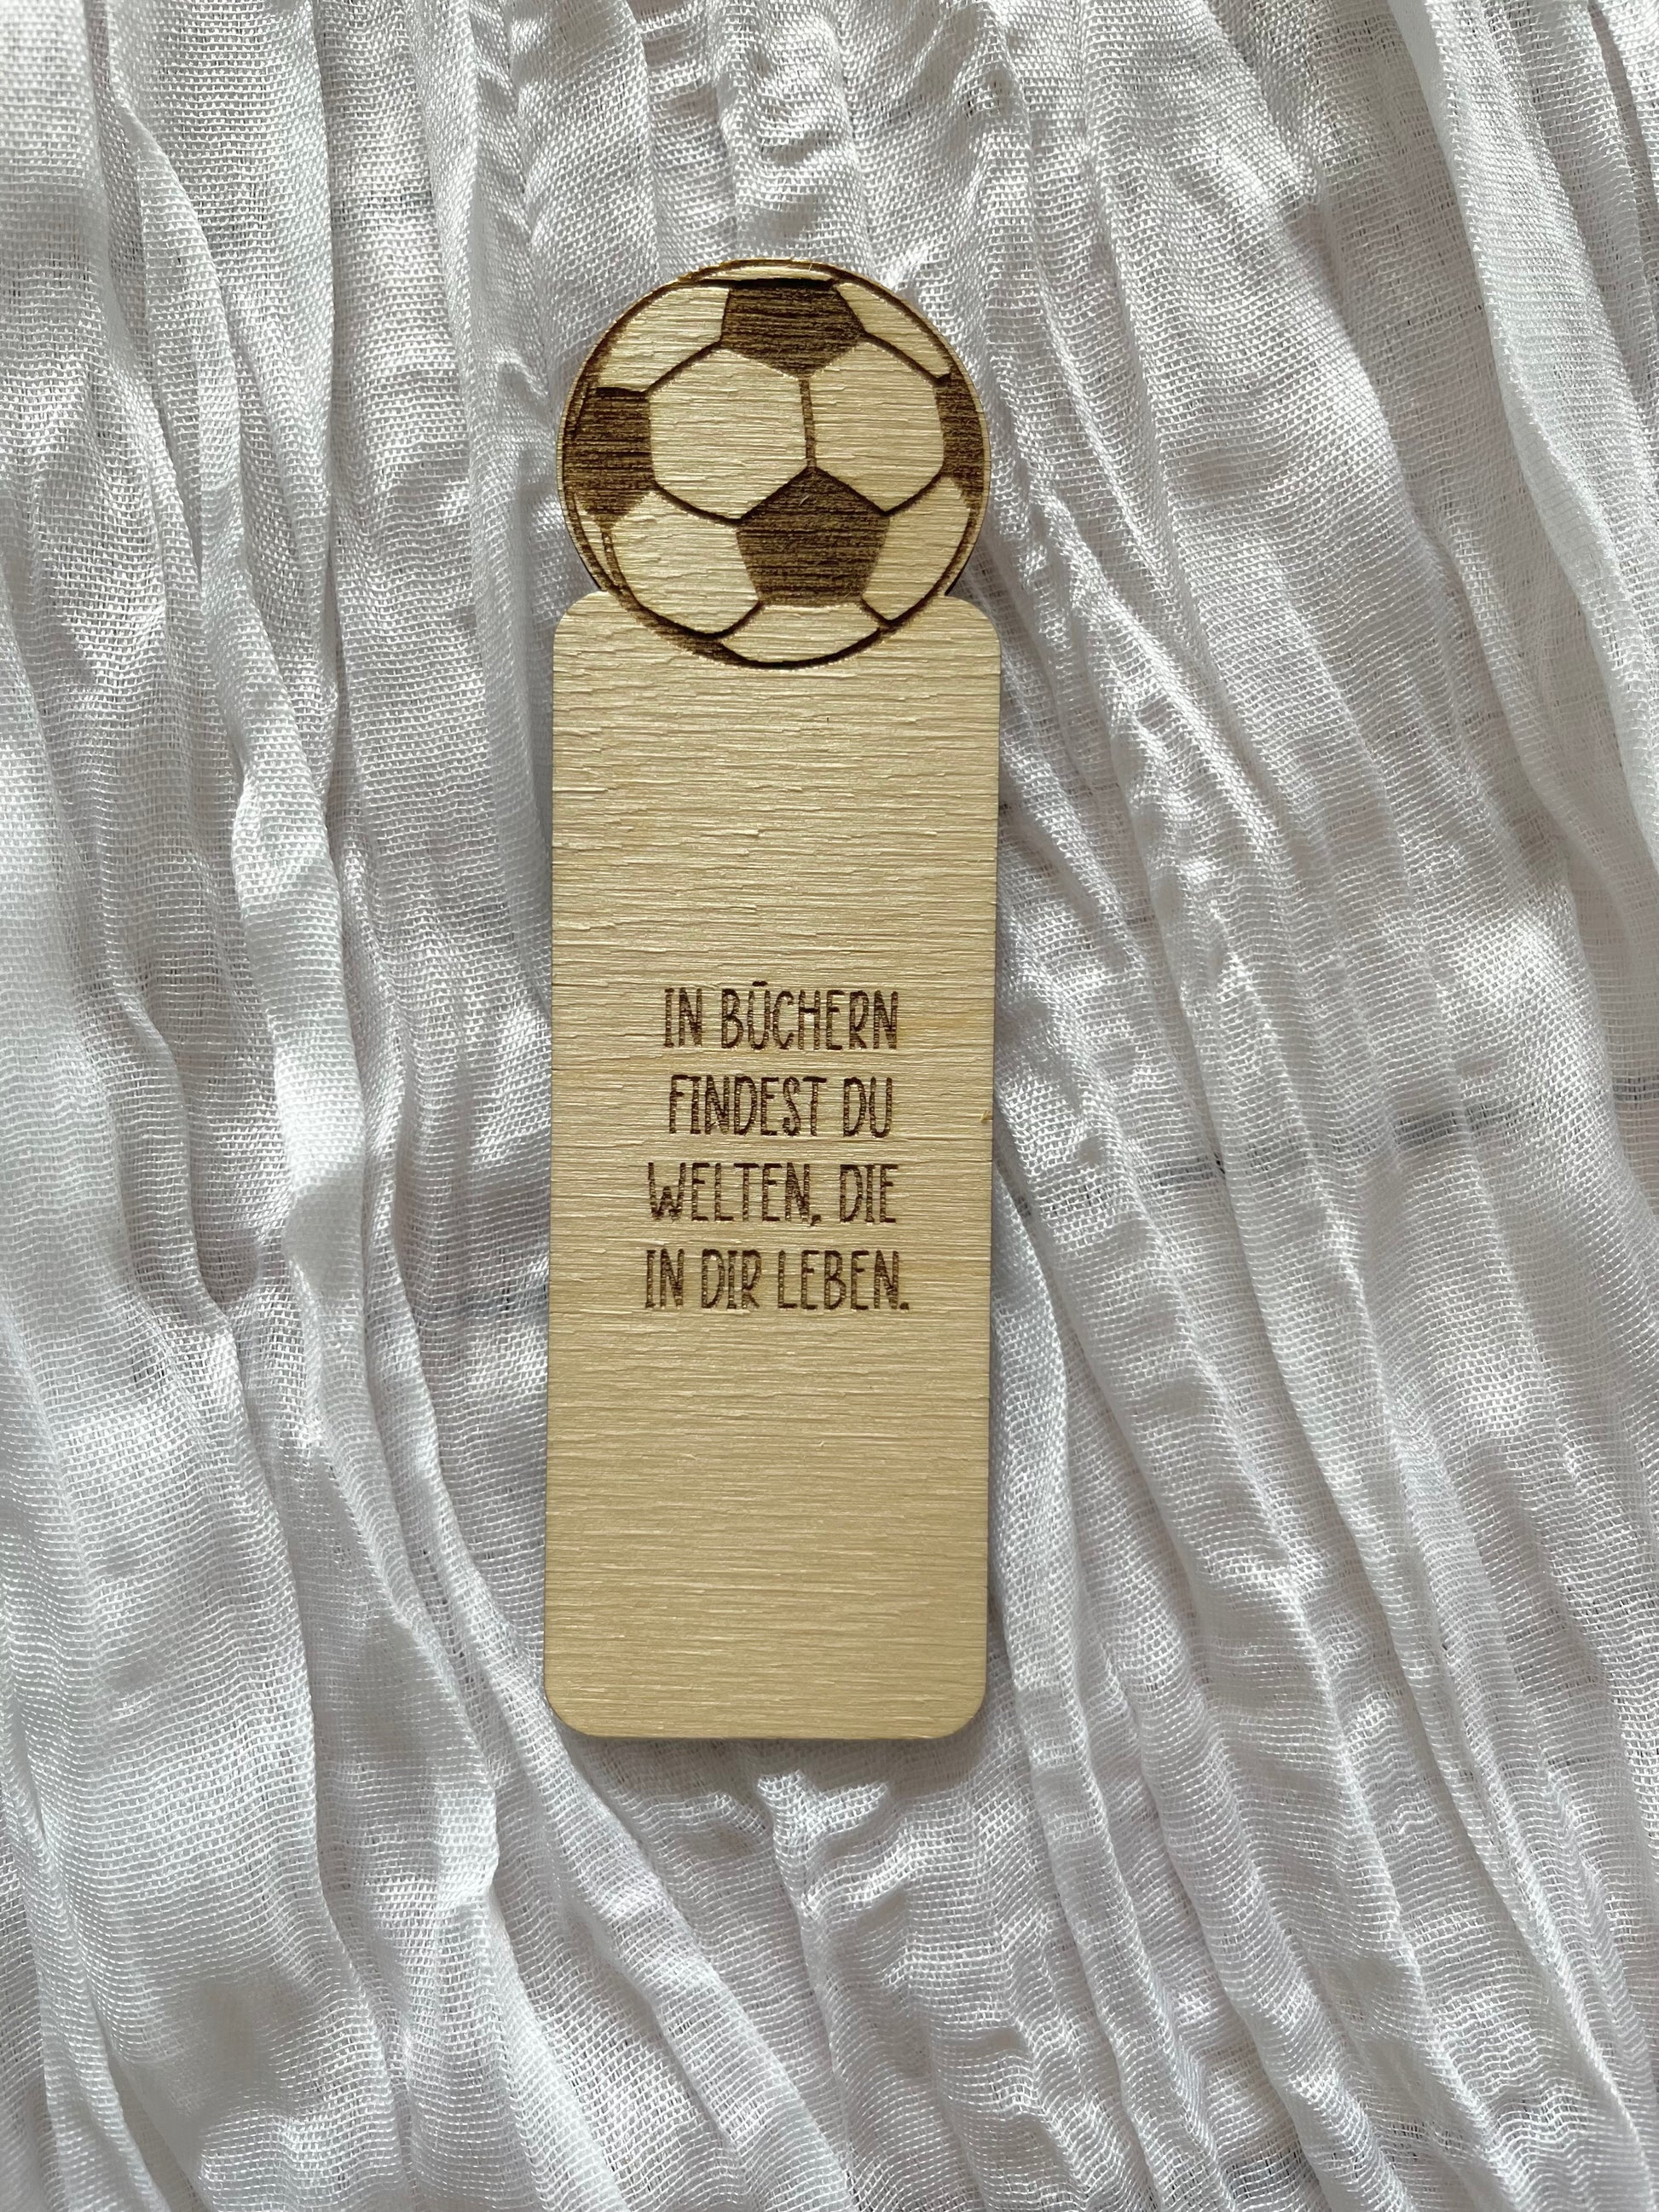 IN BÜCHERN
FINDEST DU
WELTEN, DIE
IN DIR LEBEN.